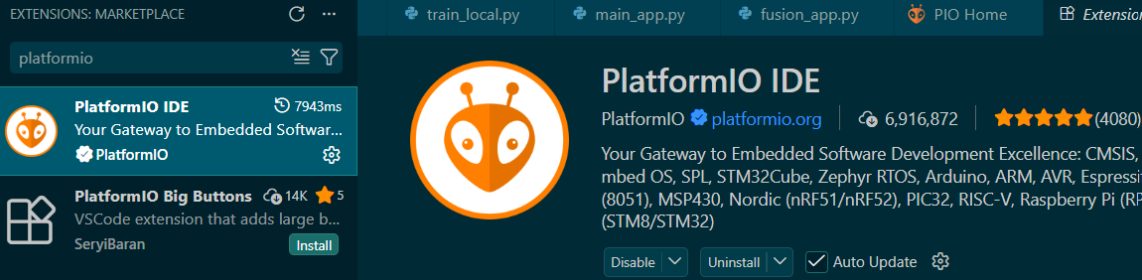 EXTENSIONS: MARKETPLACE
platformio
PlatformIO IDE 7943ms
Your Gateway to Embedded Softwar...
PlatformIO
PlatformIO Big Buttons 14K 5
VSCode extension that adds large b...
SeryiBaran Install
train_local.py main_app.py fusion_app.py PIO Home Extension
PlatformIO IDE
PlatformIO platformio.org 6,916,872 (4080)
Your Gateway to Embedded Software Development Excellence: CMSIS,
mbed OS, SPL, STM32Cube, Zephyr RTOS, Arduino, ARM, AVR, Espressi
(8051), MSP430, Nordic (nRF51/nRF52), PIC32, RISC-V, Raspberry Pi (RP
(STM8/STM32)
Disable Uninstall Auto Update